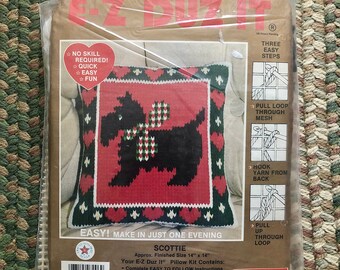 E-Z Duz It
®
NO SKILL
REQUIRED!
• QUICK
• EASY
• FUN
THREE
EASY
STEPS
PULL LOOP
THROUGH
MESH
HOOK
YARN FROM
BACK
PULL
UP
THROUGH
LOOP
EASY! MAKE IN JUST ONE EVENING
SCOTTIE
Approx. Finished Size 14" x 14"
Your E-Z Duz It® Pillow Kit Contains: